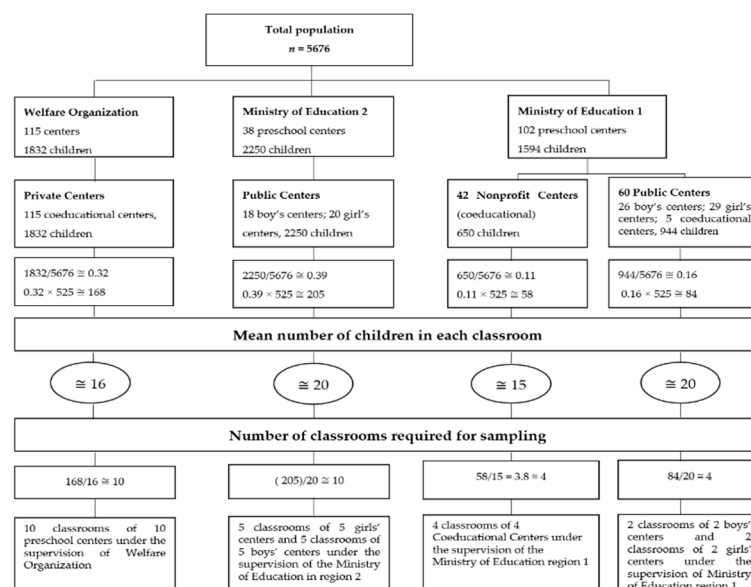 Total population
n = 5676
Welfare Organization
115 centers
1832 children
Ministry of Education 2
38 preschool centers
2250 children
Ministry of Education 1
102 preschool centers
1594 children
Private Centers
115 coeducational centers,
1832 children
Public Centers
18 boy's centers; 20 girl's
centers, 2250 children
42 Nonprofit Centers
(coeducational)
650 children
60 Public Centers
26 boy's centers; 29 girl's
centers; 5 coeducational
centers, 944 children
1832/5676 ≅ 0.32
0.32 × 525 ≅ 168
2250/5676 ≅ 0.39
0.39 × 525 ≅ 205
650/5676 ≅ 0.11
0.11 × 525 ≅ 58
944/5676 ≅ 0.16
0.16 × 525 ≅ 84
Mean number of children in each classroom
≅ 16
≅ 20
≅ 15
≅ 20
Number of classrooms required for sampling
168/16 ≅ 10
( 205)/20 ≅ 10
58/15 = 3.8 ≅ 4
84/20 ≅ 4
10 classrooms of 10
preschool centers under the
supervision of Welfare
Organization
5 classes of 5 girls'
centers and 5 classrooms of
5 boys' centers under the
supervision of the Ministry
of Education in region 2
4 classrooms of 4
Coeducational Centers under
the supervision of the
Ministry of Education region 1
2 classrooms of 2 boys'
centers and 2
classrooms of 2 girls'
centers under the
supervision of Ministry
of Education region 1